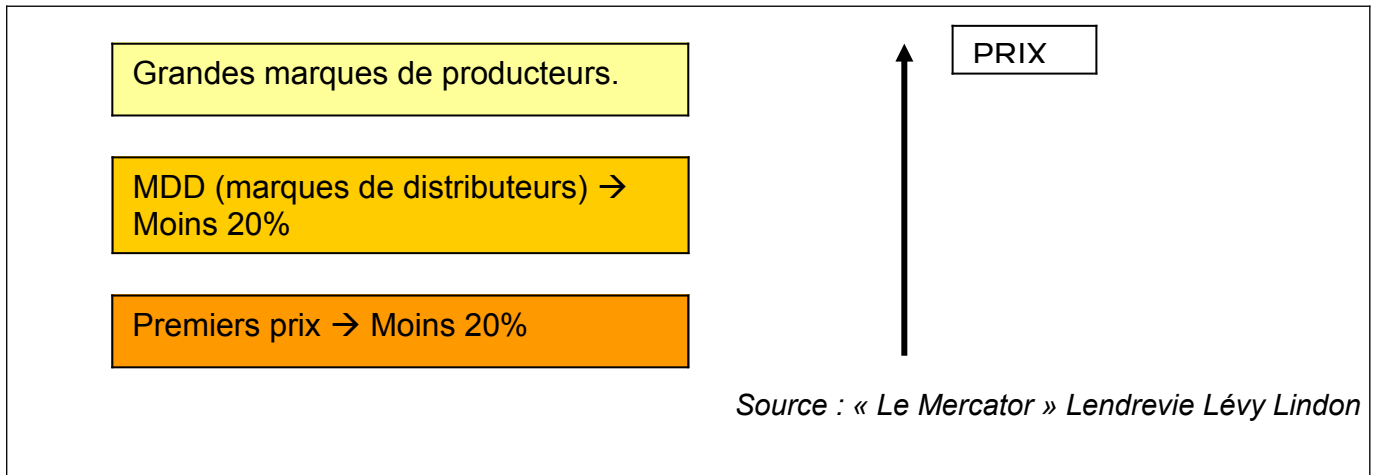 Grandes marques de producteurs.
PRIX
MDD (marques de distributeurs) →
Moins 20%
Premiers prix → Moins 20%
Source : « Le Mercator » Lendrevie Lévy Lindon